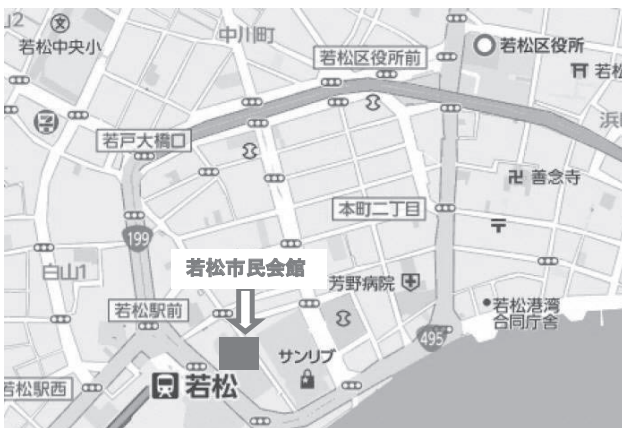 中川町
若松中央小
若松区役所前
若松区役所
若戸大橋口
善念寺
本町二丁目
199
白山1
若松市民会館
芳野病院
若松駅前
若松港湾
合同庁舎
495
サンリブ
若松駅西
若松